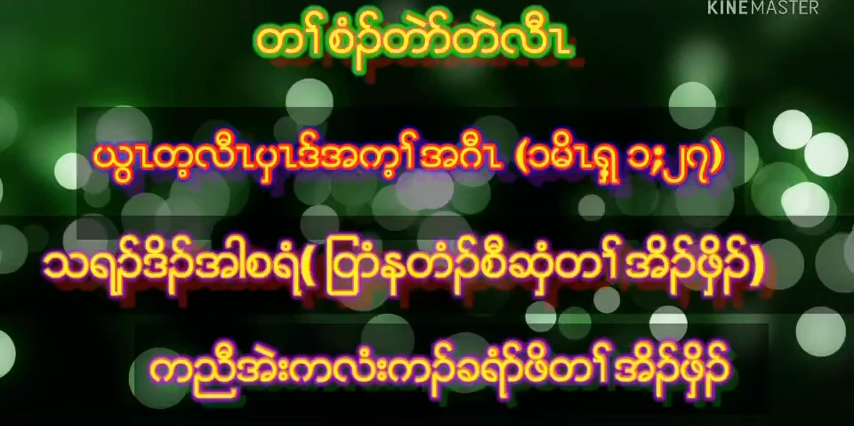 KINEMASTER
တၢ်စံၣ်တဲာ်တဲလီၤ
ယွၤတ့လီၤပှၤဒ်အက့ၢ်အဂီၤ (၁မိၤရှ့ ၁;၂၇)
သရၣ်ဒိၣ်အါစရံ( ဝြာံနတံၣ်စီဆှံတၢ်အိၣ်ဖှိၣ်)
ကညီအဲးကလံးကၣ်ခရံာ်ဖိတၢ်အိၣ်ဖှိၣ်